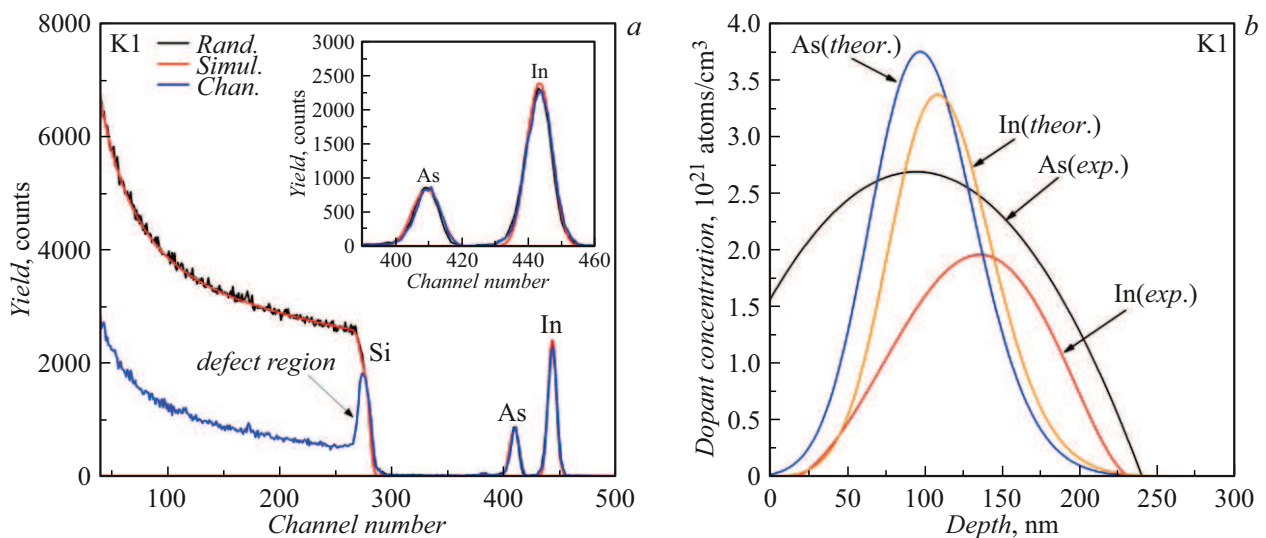 a
K1
Rand.
Simul.
Chan.
Yield, counts
8000
6000
4000
2000
0
100
200
300
400
500
Channel number
defect region
Si
As
In
Yield, counts
3000
2500
2000
1500
1000
500
0
400
420
440
460
Channel number
As
In
b
K1
Dopant concentration, 10²¹ atoms/cm³
4.0
3.5
3.0
2.5
2.0
1.5
1.0
0.5
0
0
50
100
150
200
250
300
Depth, nm
As(theor.)
In(theor.)
As(exp.)
In(exp.)